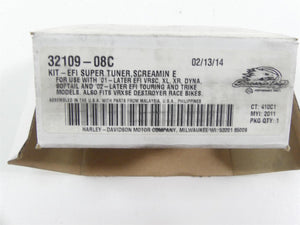 32109-08C 02/13/14
KIT-EFI SUPER TUNER, SCREAMIN E
FOR USE WITH '01-LATER EFI VRSC, XL, XR, DYNA,
SOFTAIL AND '02-LATER EFI TOURING AND TRIKE
MODELS. ALSO FITS VRXSE DESTROYER RACE BIKES.
ASSEMBLED IN U.S.A. WITH PARTS FROM MALAYSIA, U.S.A., PHILIPPINES
CT: 410C1
MYI: 2011
PKG QTY: 1
HARLEY-DAVIDSON MOTOR COMPANY, MILWAUKEE/WI/53201